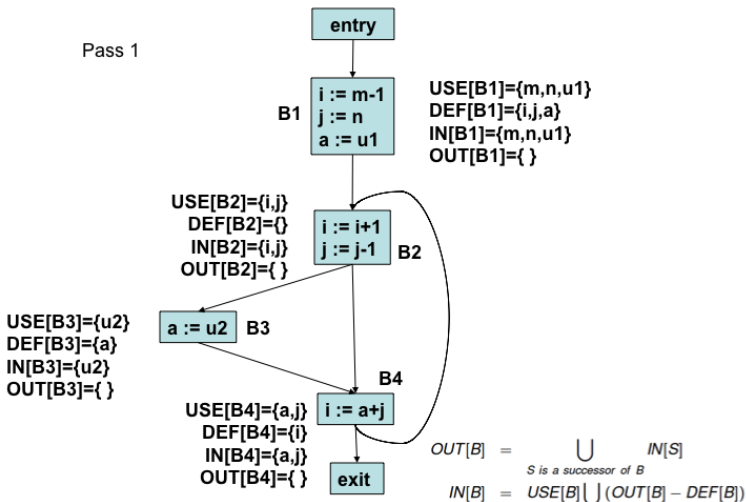 entry
Pass 1
B1
i := m-1
j := n
a := u1
USE[B1]={m,n,u1}
DEF[B1]={i,j,a}
IN[B1]={m,n,u1}
OUT[B1]={ }
USE[B2]={i,j}
DEF[B2]={}
IN[B2]={i,j}
OUT[B2]={ }
i := i+1
j := j-1
B2
USE[B3]={u2}
DEF[B3]={a}
IN[B3]={u2}
OUT[B3]={ }
a := u2
B3
B4
USE[B4]={a,j}
DEF[B4]={i}
IN[B4]={a,j}
OUT[B4]={ }
i := a+j
exit
OUT[B] = ⋃ IN[S]
S is a successor of B
IN[B] = USE[B] ⋃ (OUT[B] − DEF[B])